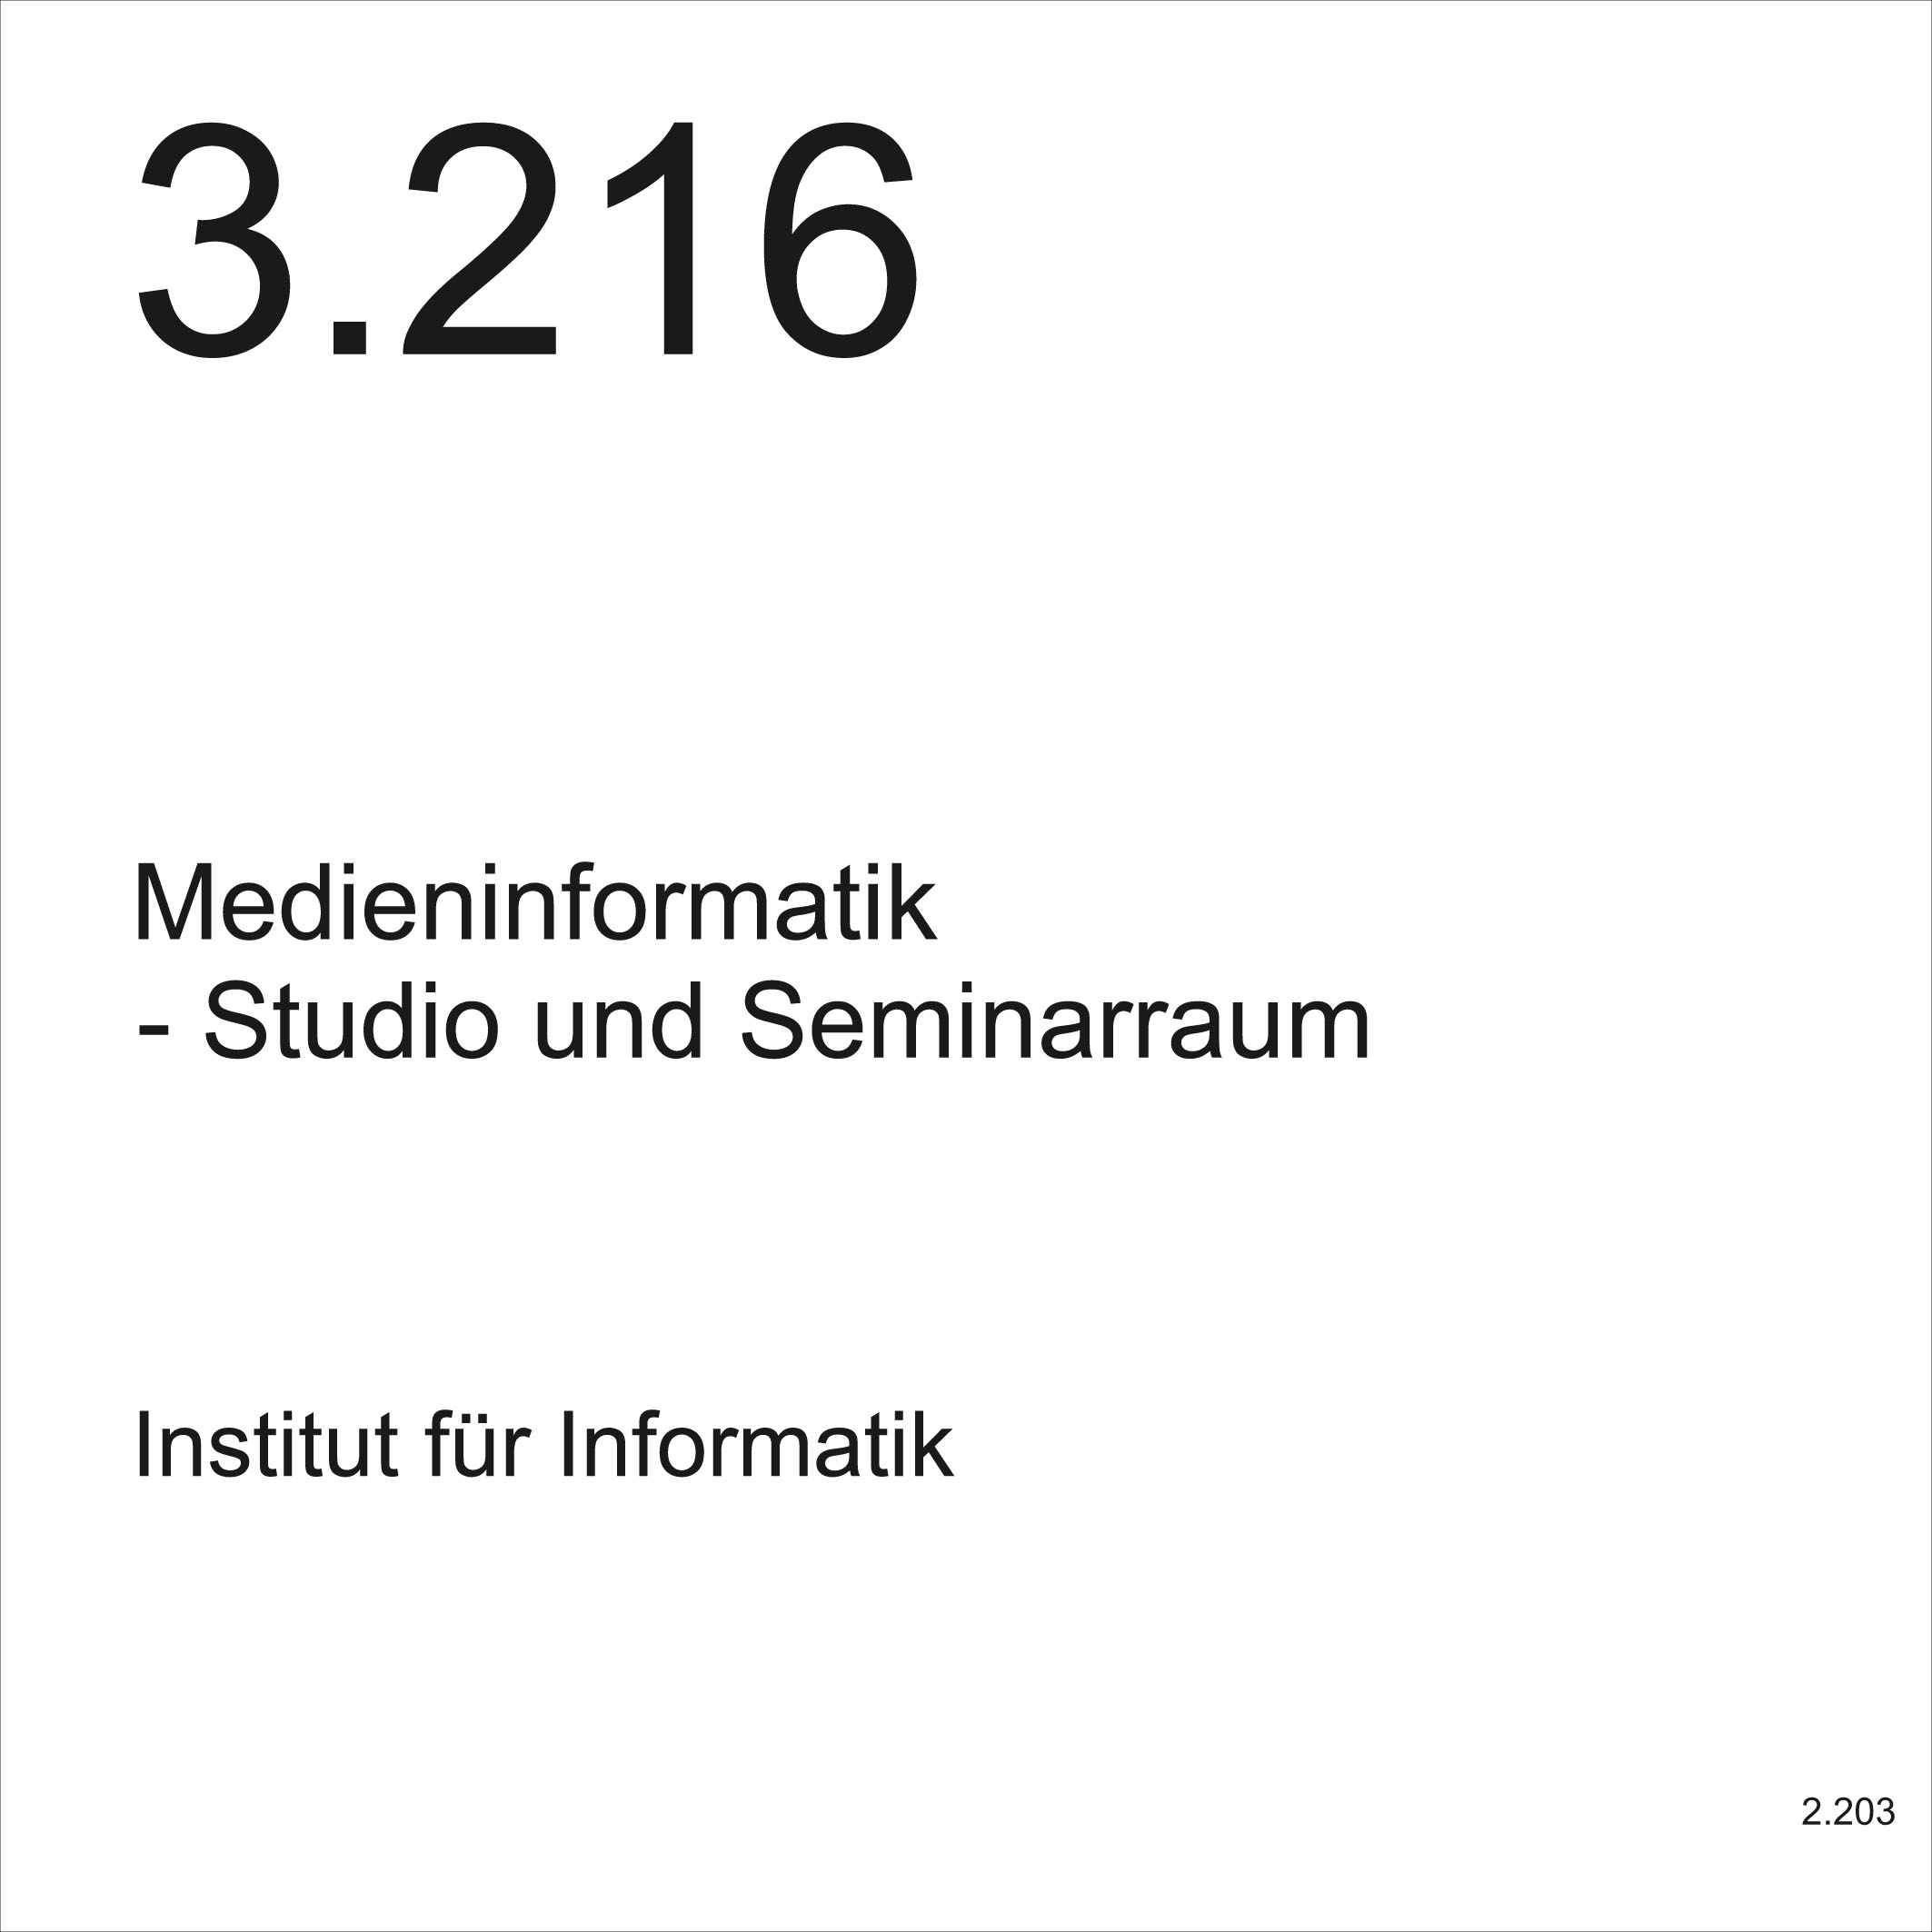 3.216
Medieninformatik
- Studio und Seminarraum
Institut für Informatik
2.203